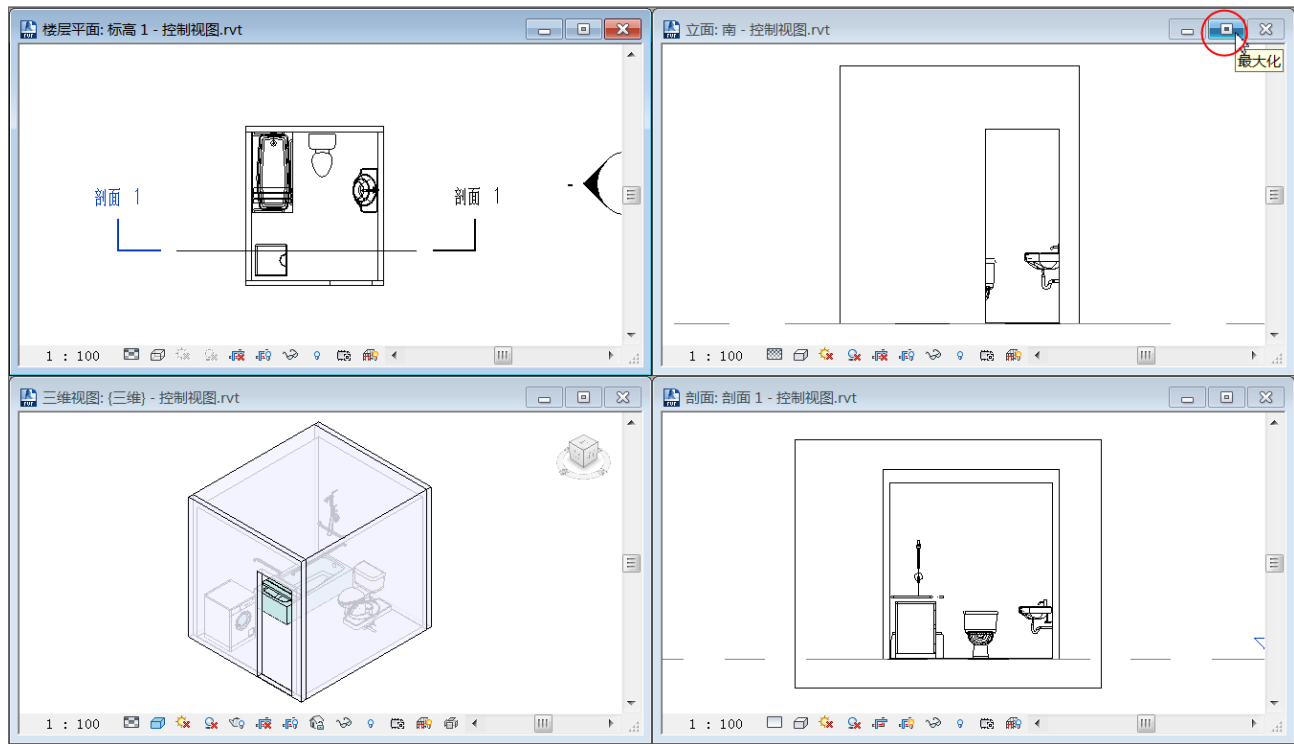 楼层平面: 标高 1 - 控制视图.rvt
剖面 1
剖面 1
1 : 100
立面: 南 - 控制视图.rvt
最大化
1 : 100
三维视图: {三维} - 控制视图.rvt
1 : 100
剖面: 剖面 1 - 控制视图.rvt
1 : 100